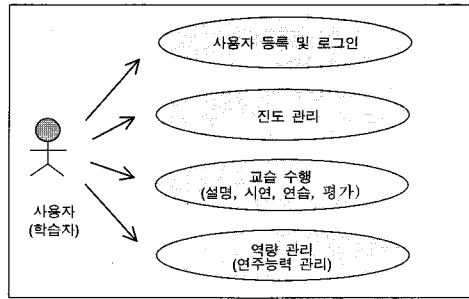 사용자 등록 및 로그인
진도 관리
교습 수행
(설명, 시연, 연습, 평가)
사용자
(학습자)
역량 관리
(연주능력 관리)